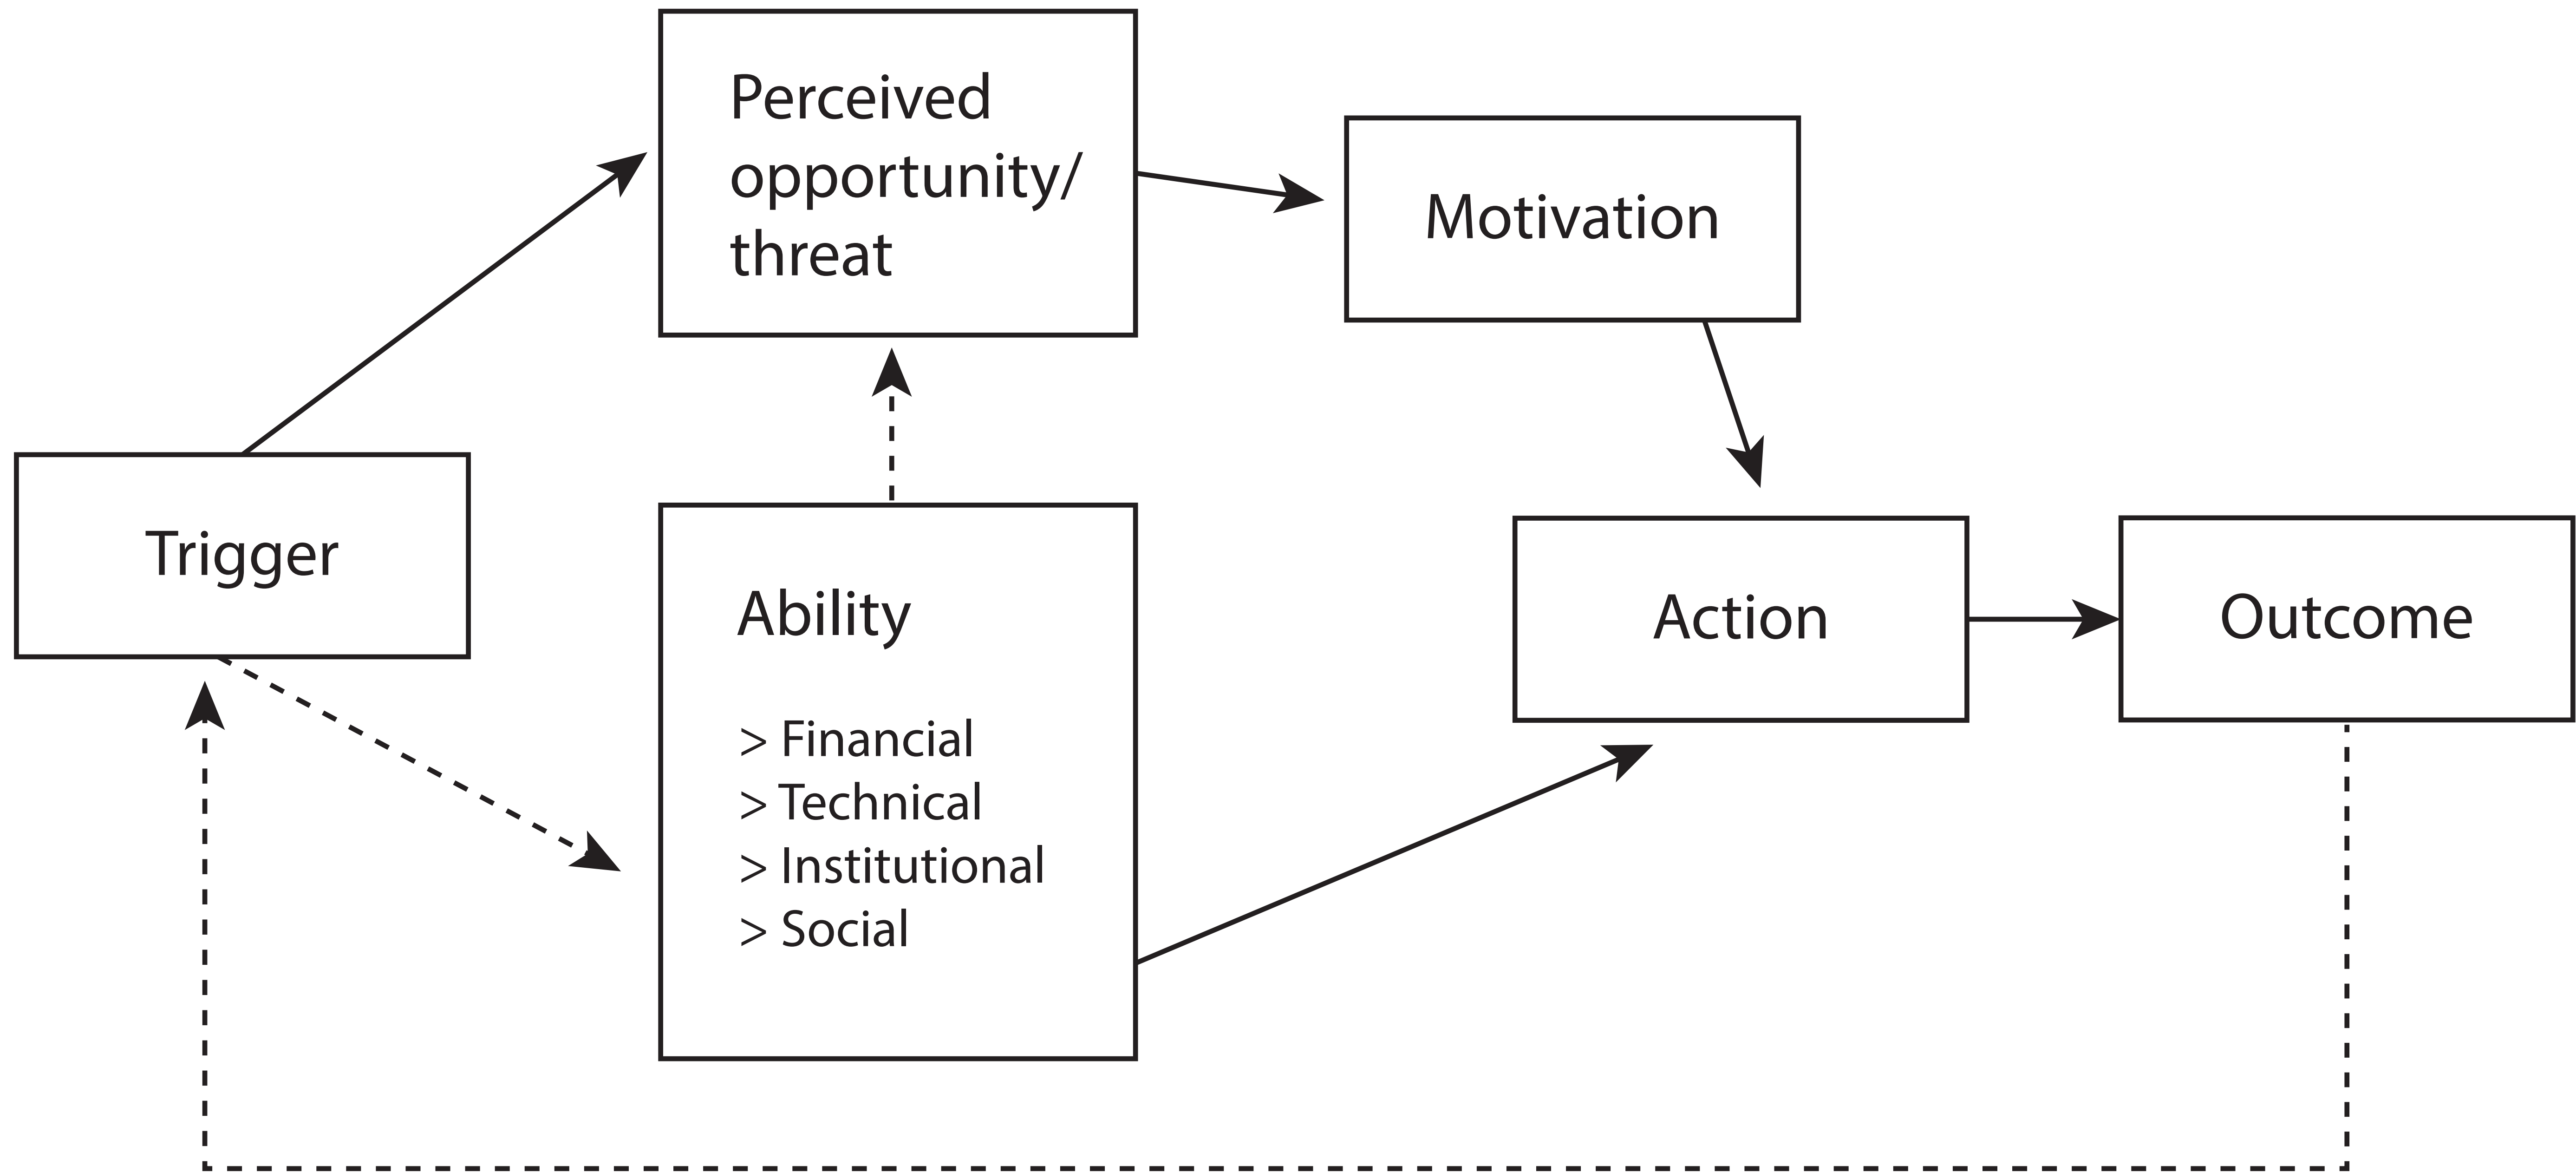 Perceived
opportunity/
threat
Motivation
Trigger
Ability
> Financial
> Technical
> Institutional
> Social
Action
Outcome